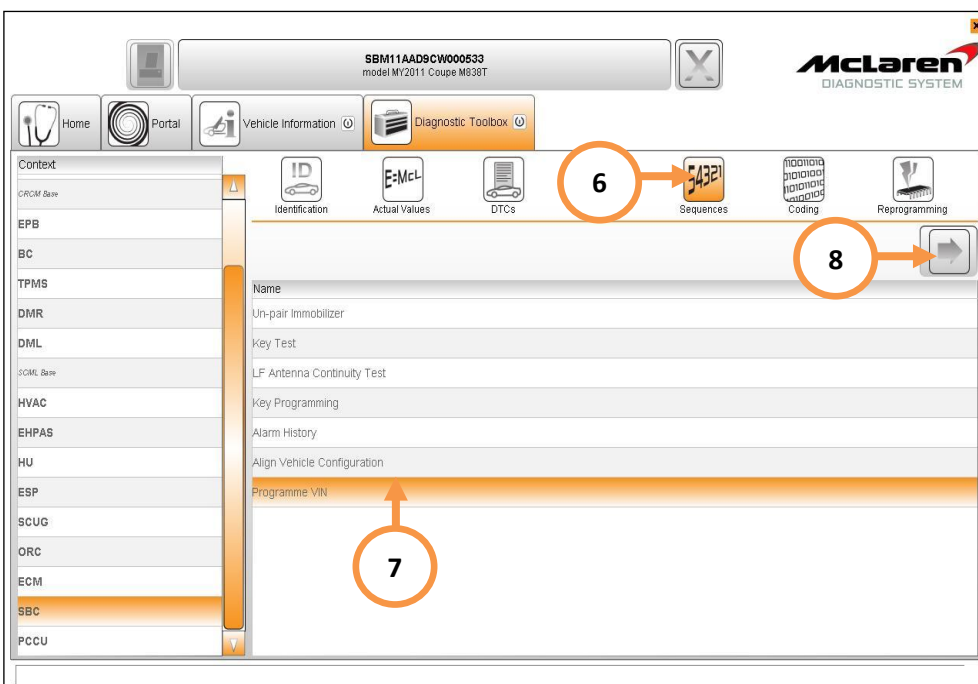 SBM11AAD9CW000533
model MY2011 Coupe M838T
McLaren
DIAGNOSTIC SYSTEM
Home
Portal
Vehicle Information
Diagnostic Toolbox
Context
CRCM Base
EPB
BC
TPMS
DMR
DML
SCML Base
HVAC
EHPAS
HU
ESP
SCUG
ORC
ECM
SBC
PCCU
ID
Identification
E=McL
Actual Values
DTCs
6
54321
Sequences
Coding
Reprogramming
8
Name
Un-pair Immobilizer
Key Test
LF Antenna Continuity Test
Key Programming
Alarm History
Align Vehicle Configuration
Programme VIN
7